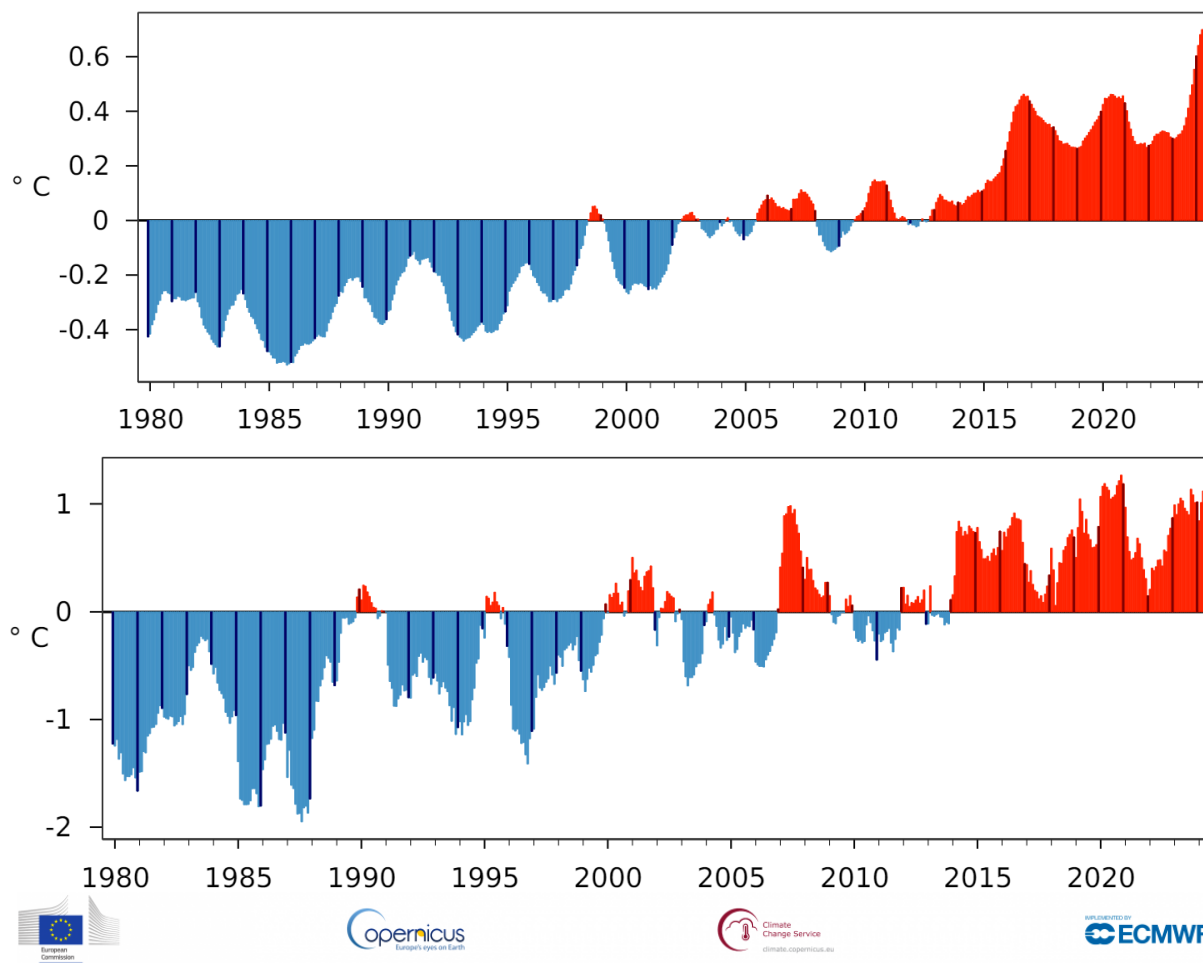 0.6
0.4
0.2
° C
0
-0.2
-0.4
1980 1985 1990 1995 2000 2005 2010 2015 2020
1
0
° C
-1
-2
1980 1985 1990 1995 2000 2005 2010 2015 2020
European
Commission
opernicus
Europe's eyes on Earth
Climate
Change Service
climate.copernicus.eu
IMPLEMENTED BY
ECMWF